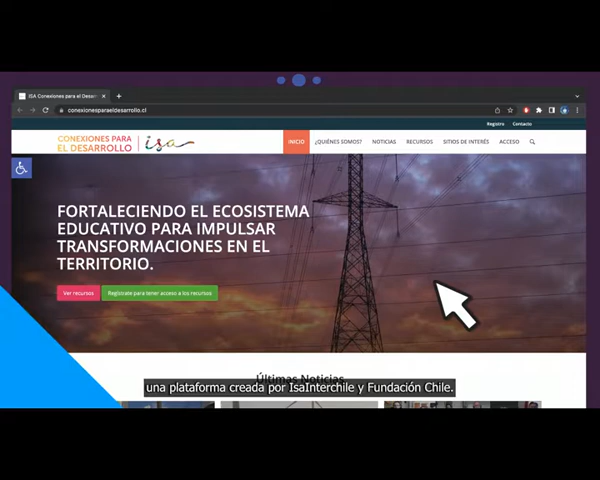 ISA Conexiones para el Desarr
conexionesparaeldesarrollo.cl
Registro Contacto
CONEXIONES PARA
EL DESARROLLO
isa
INICIO ¿QUIÉNES SOMOS? NOTICIAS RECURSOS SITIOS DE INTERÉS ACCESO
FORTALECIENDO EL ECOSISTEMA
EDUCATIVO PARA IMPULSAR
TRANSFORMACIONES EN EL
TERRITORIO.
Ver recursos Regístrate para tener acceso a los recursos
Últimas Noticias
una plataforma creada por IsaInterchile y Fundación Chile.